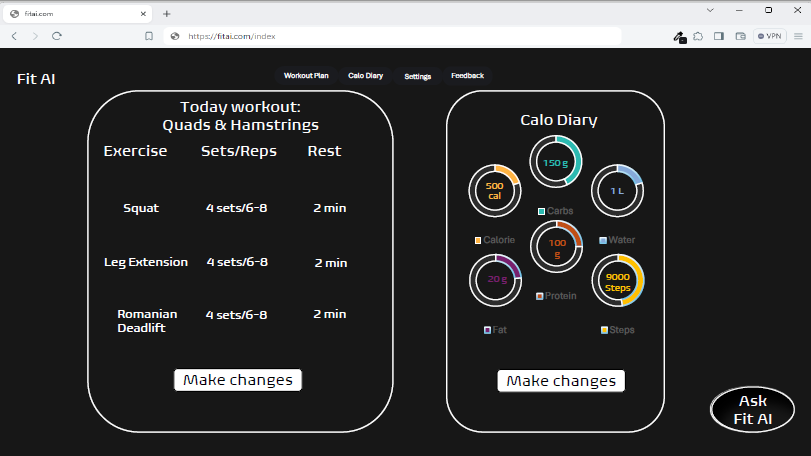 fitai.com
https://fitai.com/index
VPN
Fit AI
Workout Plan
Calo Diary
Settings
Feedback
Today workout:
Quads & Hamstrings
Exercise Sets/Reps Rest
Squat 4 sets/6-8 2 min
Leg Extension 4 sets/6-8 2 min
Romanian
Deadlift 4 sets/6-8 2 min
Make changes
Calo Diary
150 g
Carbs
500
cal
Calorie
1 L
Water
100
g
Protein
20 g
Fat
9000
Steps
Steps
Make changes
Ask
Fit AI